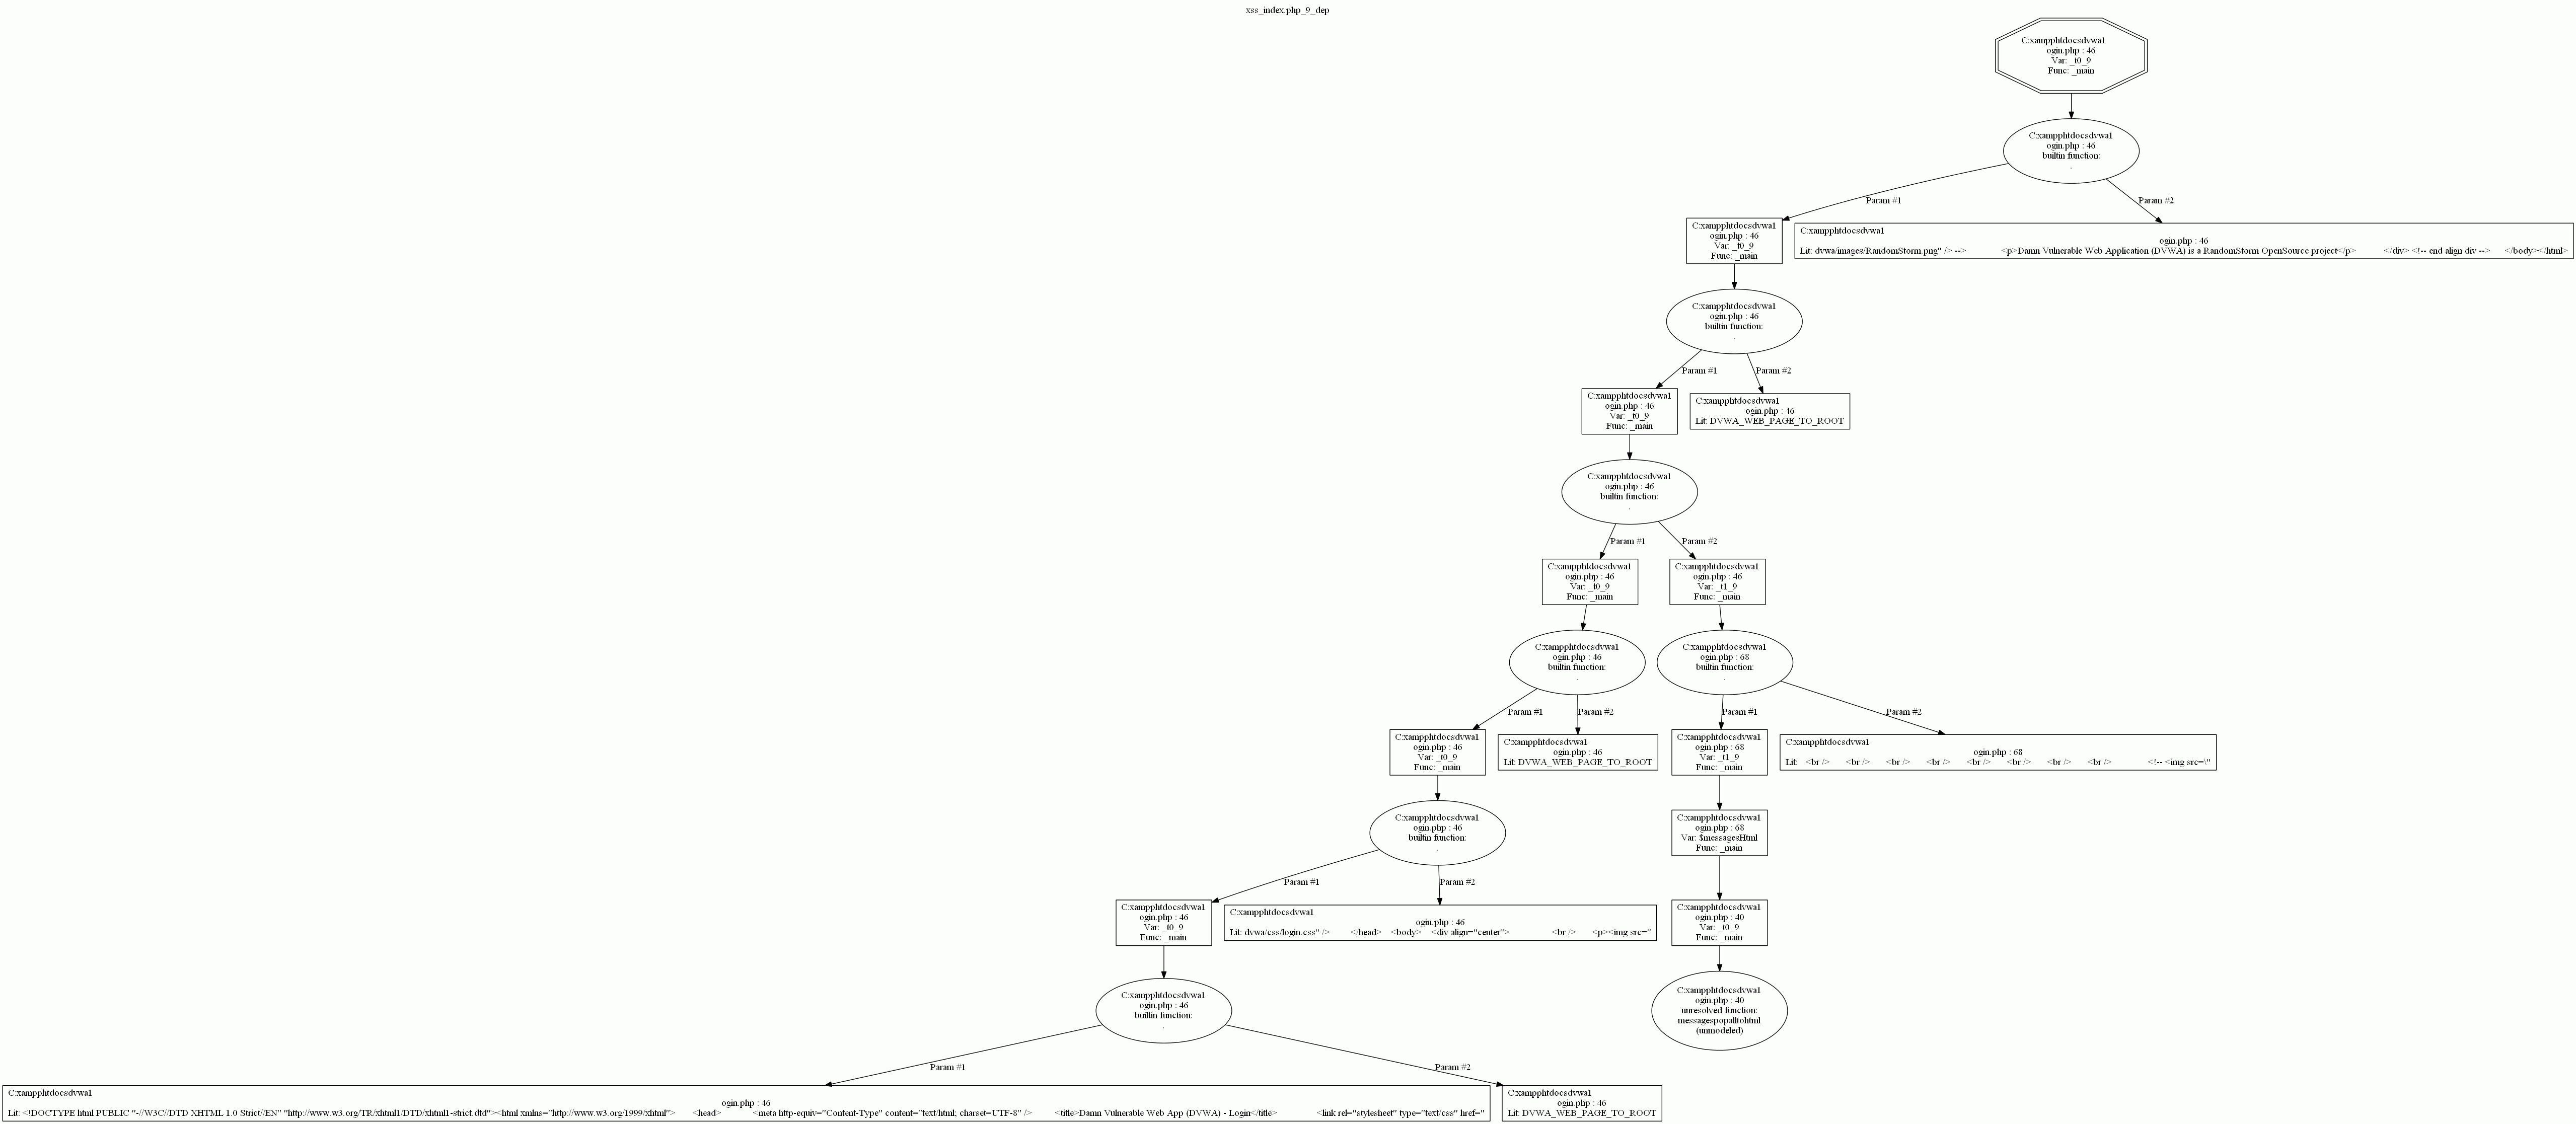 xss_index.php_9_dep
C:xampphtdocsdvwa1
ogin.php : 46
Var: _t0_9
Func: _main
C:xampphtdocsdvwa1
ogin.php : 46
builtin function:
.
Param #1
Param #2
C:xampphtdocsdvwa1
ogin.php : 46
Var: _t0_9
Func: _main
C:xampphtdocsdvwa1
ogin.php : 46
Lit: dvwa/images/RandomStorm.png" /> --> <p>Damn Vulnerable Web Application (DVWA) is a RandomStorm OpenSource project</p> </div> <!-- end align div --> </body></html>
C:xampphtdocsdvwa1
ogin.php : 46
builtin function:
.
Param #1
Param #2
C:xampphtdocsdvwa1
ogin.php : 46
Var: _t0_9
Func: _main
C:xampphtdocsdvwa1
ogin.php : 46
Lit: DVWA_WEB_PAGE_TO_ROOT
C:xampphtdocsdvwa1
ogin.php : 46
builtin function:
.
Param #1
Param #2
C:xampphtdocsdvwa1
ogin.php : 46
Var: _t0_9
Func: _main
C:xampphtdocsdvwa1
ogin.php : 46
Var: _t1_9
Func: _main
C:xampphtdocsdvwa1
ogin.php : 46
builtin function:
.
C:xampphtdocsdvwa1
ogin.php : 68
builtin function:
.
Param #1
Param #2
Param #1
Param #2
C:xampphtdocsdvwa1
ogin.php : 46
Var: _t0_9
Func: _main
C:xampphtdocsdvwa1
ogin.php : 46
Lit: DVWA_WEB_PAGE_TO_ROOT
C:xampphtdocsdvwa1
ogin.php : 68
Var: _t1_9
Func: _main
C:xampphtdocsdvwa1
ogin.php : 68
Lit: <br /> <br /> <br /> <br /> <br /> <br /> <br /> <br /> <!-- <img src=\"
C:xampphtdocsdvwa1
ogin.php : 46
builtin function:
.
C:xampphtdocsdvwa1
ogin.php : 68
Var: $messagesHtml
Func: _main
Param #1
Param #2
C:xampphtdocsdvwa1
ogin.php : 46
Var: _t0_9
Func: _main
C:xampphtdocsdvwa1
ogin.php : 46
Lit: dvwa/css/login.css" /> </head> <body> <div align="center"> <br /> <p><img src="
C:xampphtdocsdvwa1
ogin.php : 40
Var: _t0_9
Func: _main
C:xampphtdocsdvwa1
ogin.php : 46
builtin function:
.
C:xampphtdocsdvwa1
ogin.php : 40
unresolved function:
messagespopalltohtml
(unmodeled)
Param #1
Param #2
C:xampphtdocsdvwa1
ogin.php : 46
Lit: <!DOCTYPE html PUBLIC "-//W3C//DTD XHTML 1.0 Strict//EN" "http://www.w3.org/TR/xhtml1/DTD/xhtml1-strict.dtd"><html xmlns="http://www.w3.org/1999/xhtml"> <head> <meta http-equiv="Content-Type" content="text/html; charset=UTF-8" /> <title>Damn Vulnerable Web App (DVWA) - Login</title> <link rel="stylesheet" type="text/css" href="
C:xampphtdocsdvwa1
ogin.php : 46
Lit: DVWA_WEB_PAGE_TO_ROOT